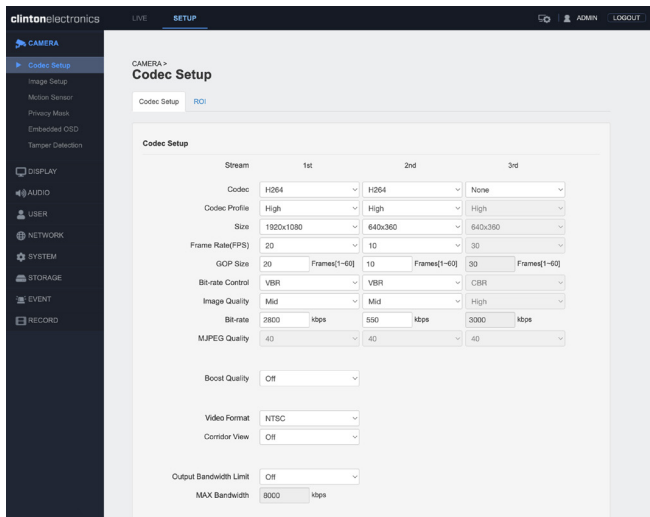 clintonelectronics LIVE SETUP ADMIN LOGOUT
CAMERA
Codec Setup
Image Setup
Motion Sensor
Privacy Mask
Embedded OSD
Tamper Detection
DISPLAY
AUDIO
USER
NETWORK
SYSTEM
STORAGE
EVENT
RECORD
CAMERA >
Codec Setup
Codec Setup ROI
Codec Setup
Stream 1st 2nd 3rd
Codec H264 H264 None
Codec Profile High High High
Size 1920x1080 640x360 640x360
Frame Rate(FPS) 20 10 30
GOP Size 20 Frames[1~60] 10 Frames[1~60] 30 Frames[1~60]
Bit-rate Control VBR VBR CBR
Image Quality Mid Mid High
Bit-rate 2800 kbps 550 kbps 3000 kbps
MJPEG Quality 40 40 40
Boost Quality Off
Video Format NTSC
Corridor View Off
Output Bandwidth Limit Off
MAX Bandwidth 8000 kbps